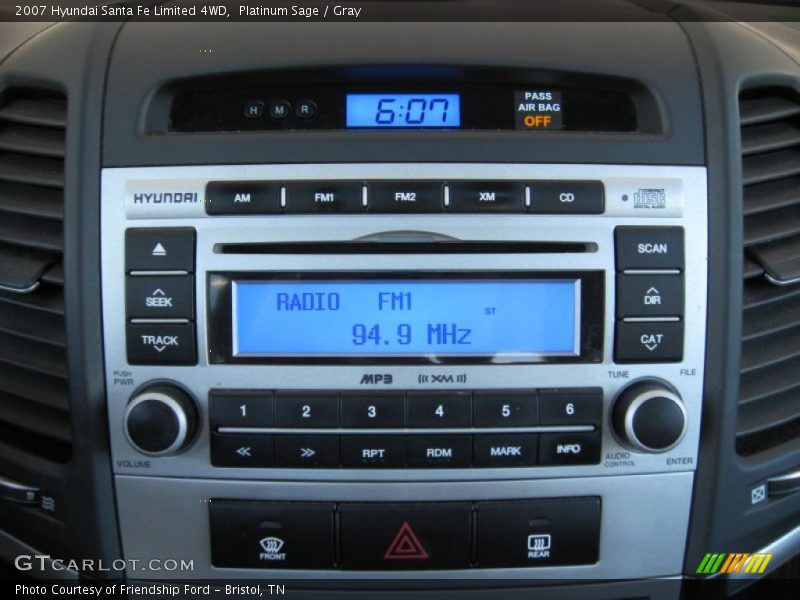 2007 Hyundai Santa Fe Limited 4WD,  Platinum Sage / Gray
H M R
6:07
PASS
AIR BAG
OFF
HYUNDAI
AM FM1 FM2 XM CD
COMPACT
DISC
DIGITAL AUDIO
SEEK
TRACK
SCAN
DIR
CAT
RADIO FM1
ST
94.9 MHz
MP3 ((XM))
PUSH
PWR
TUNE FILE
1 2 3 4 5 6
<< >> RPT RDM MARK INFO
VOLUME
AUDIO
CONTROL
ENTER
FRONT
REAR
GTCARLOT.COM
Photo Courtesy of Friendship Ford - Bristol, TN